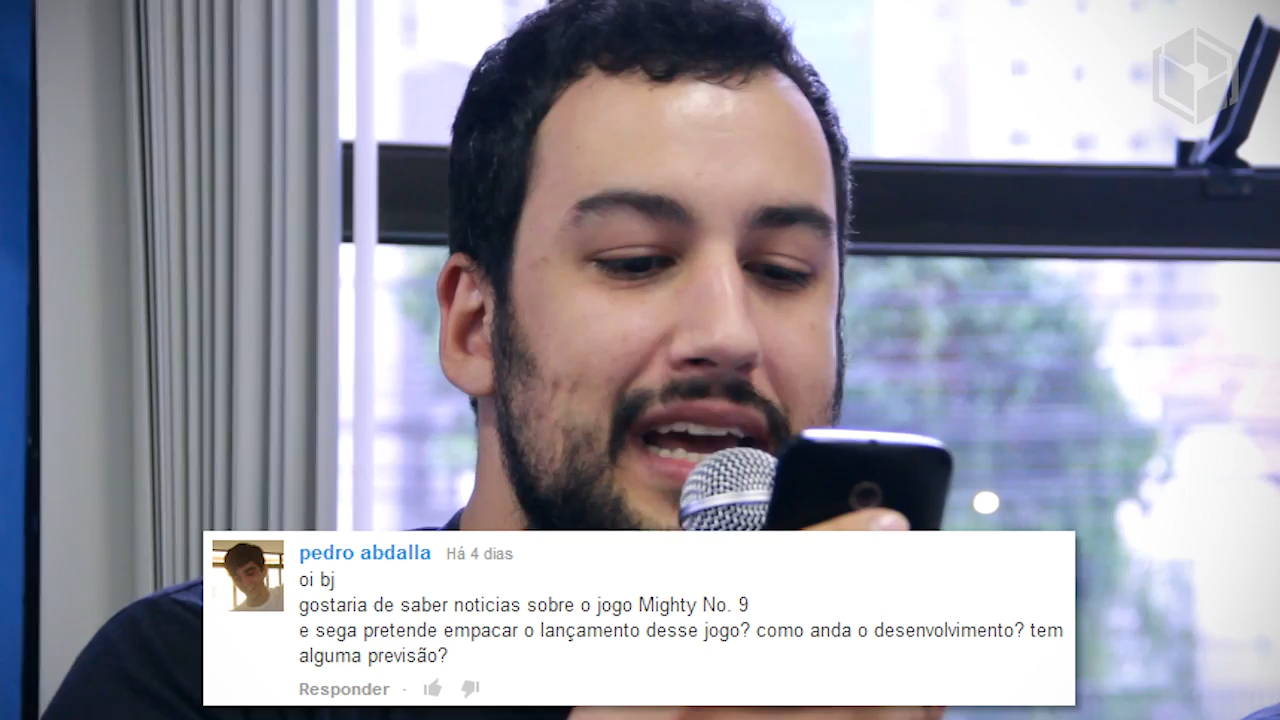 pedro abdalla Há 4 dias
oi bj
gostaria de saber noticias sobre o jogo Mighty No. 9
e sega pretende empacar o lançamento desse jogo? como anda o desenvolvimento? tem
alguma previsão?
Responder ·